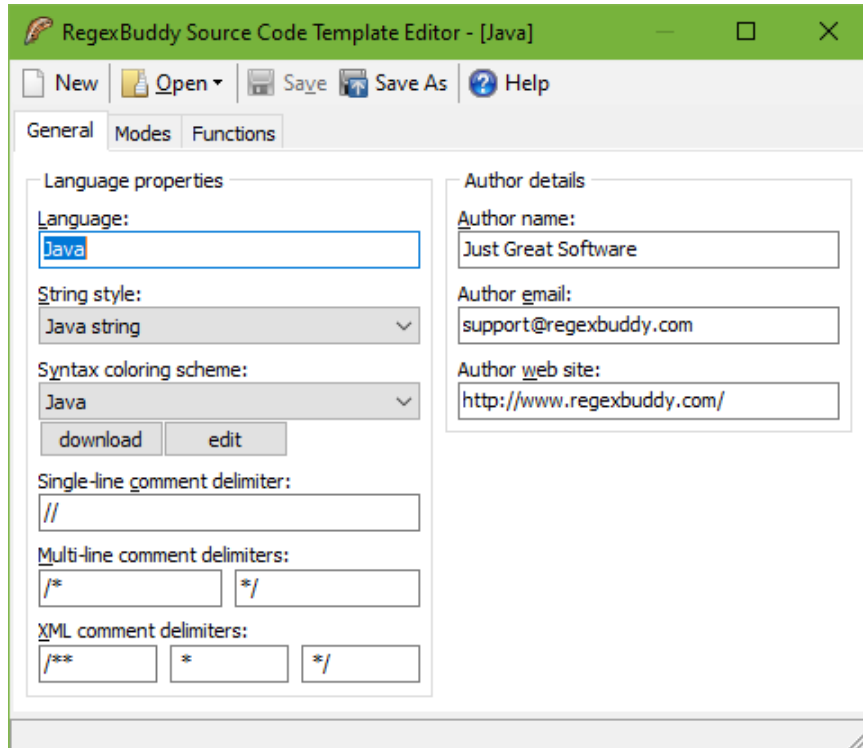 RegexBuddy Source Code Template Editor - [Java]
New Open Save Save As Help
General Modes Functions
Language properties
Language:
Java
String style:
Java string
Syntax coloring scheme:
Java
download edit
Single-line comment delimiter:
//
Multi-line comment delimiters:
/* */
XML comment delimiters:
/** * */
Author details
Author name:
Just Great Software
Author email:
support@regexbuddy.com
Author web site:
http://www.regexbuddy.com/